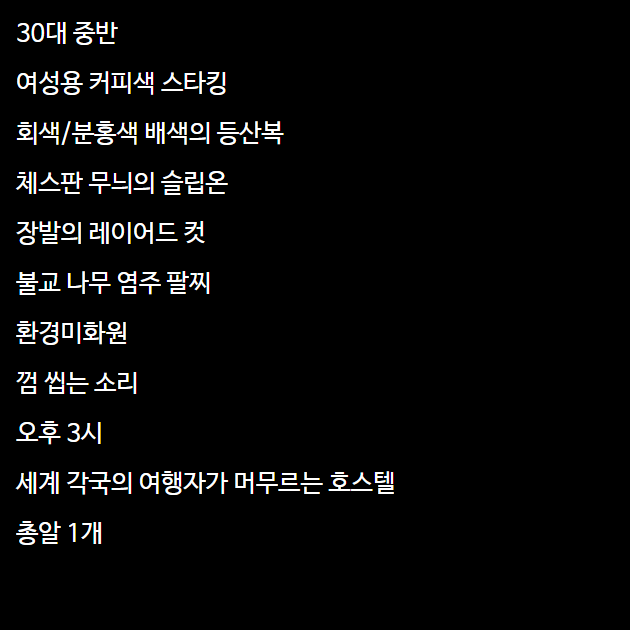 30대 중반
여성용 커피색 스타킹
회색/분홍색 배색의 등산복
체스판 무늬의 슬립온
장발의 레이어드 컷
불교 나무 염주 팔찌
환경미화원
껌 씹는 소리
오후 3시
세계 각국의 여행자가 머무르는 호스텔
총알 1개